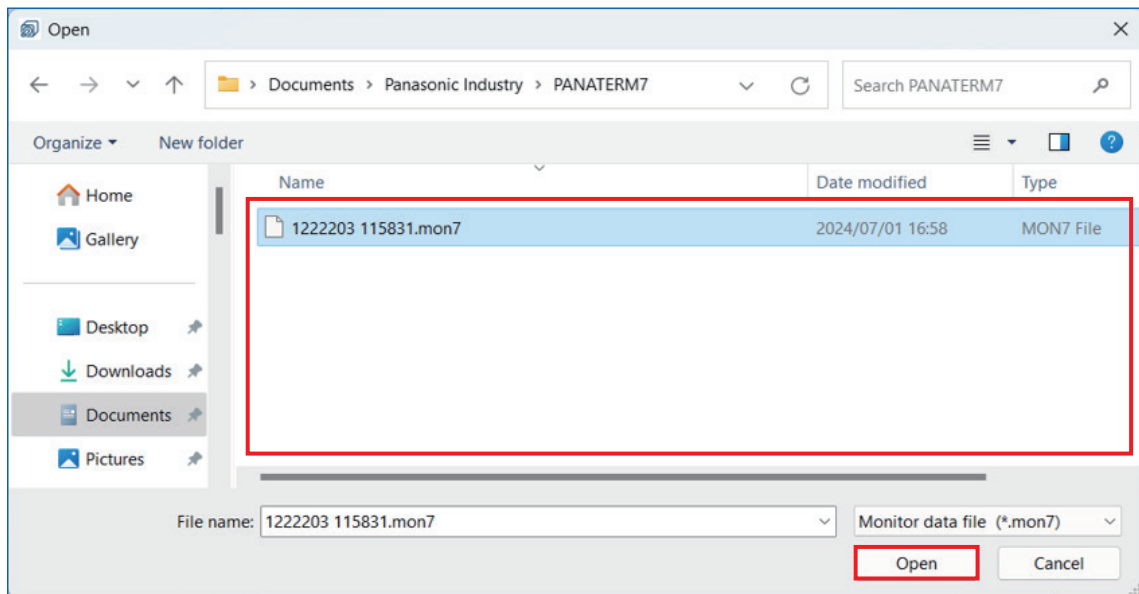 Open
Documents > Panasonic Industry > PANATERM7
Search PANATERM7
Organize
New folder
Name
Date modified
Type
Home
Gallery
1222203 115831.mon7
2024/07/01 16:58
MON7 File
Desktop
Downloads
Documents
Pictures
File name:
1222203 115831.mon7
Monitor data file (*.mon7)
Open
Cancel